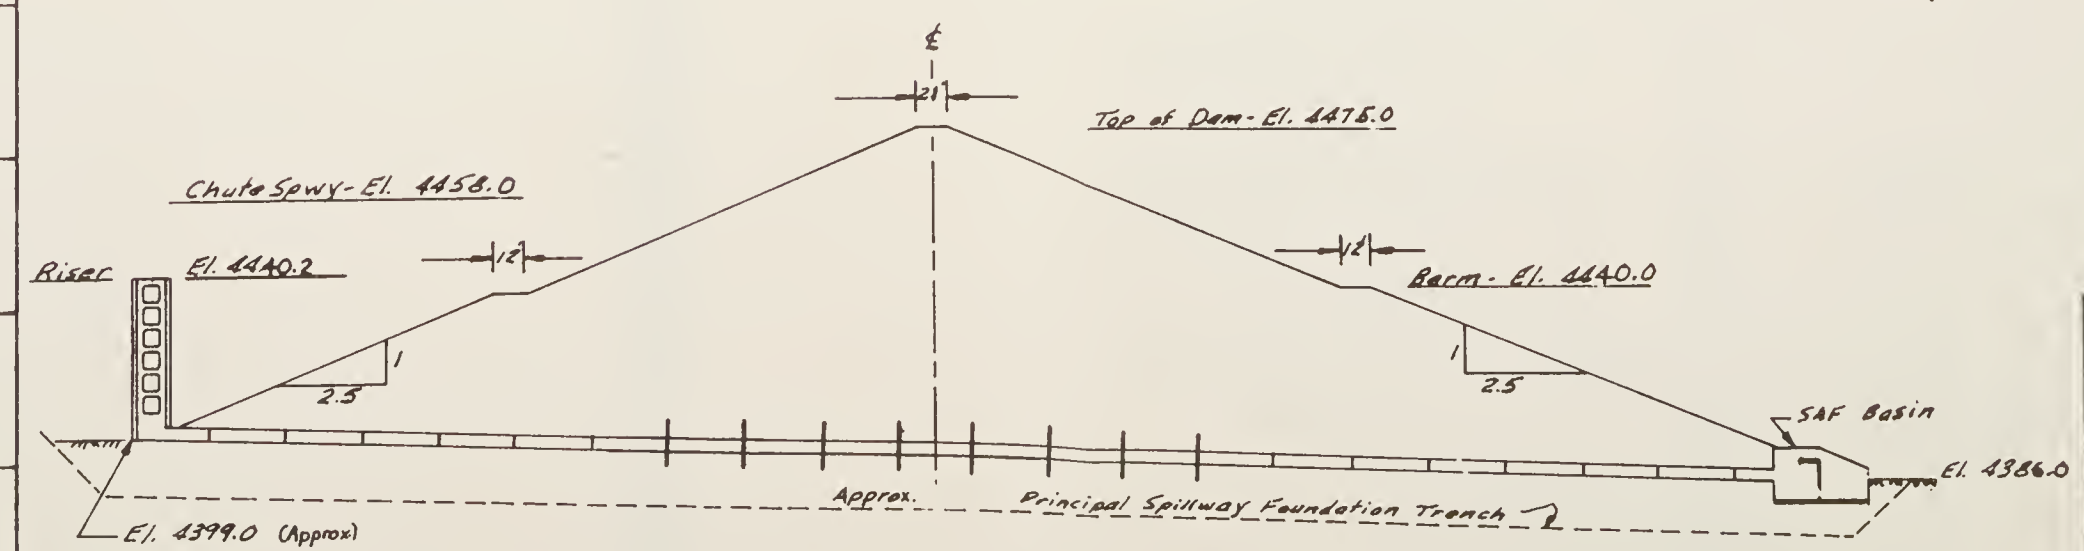 ℄
21'
Top of Dam - El. 4475.0
Chute Spwy - El. 4458.0
12'
12'
Riser
El. 4440.2
Barm - El. 4440.0
1
2.5
1
2.5
SAF Basin
El. 4386.0
Approx.
Principal Spillway Foundation Trench
El. 4399.0 (Approx)